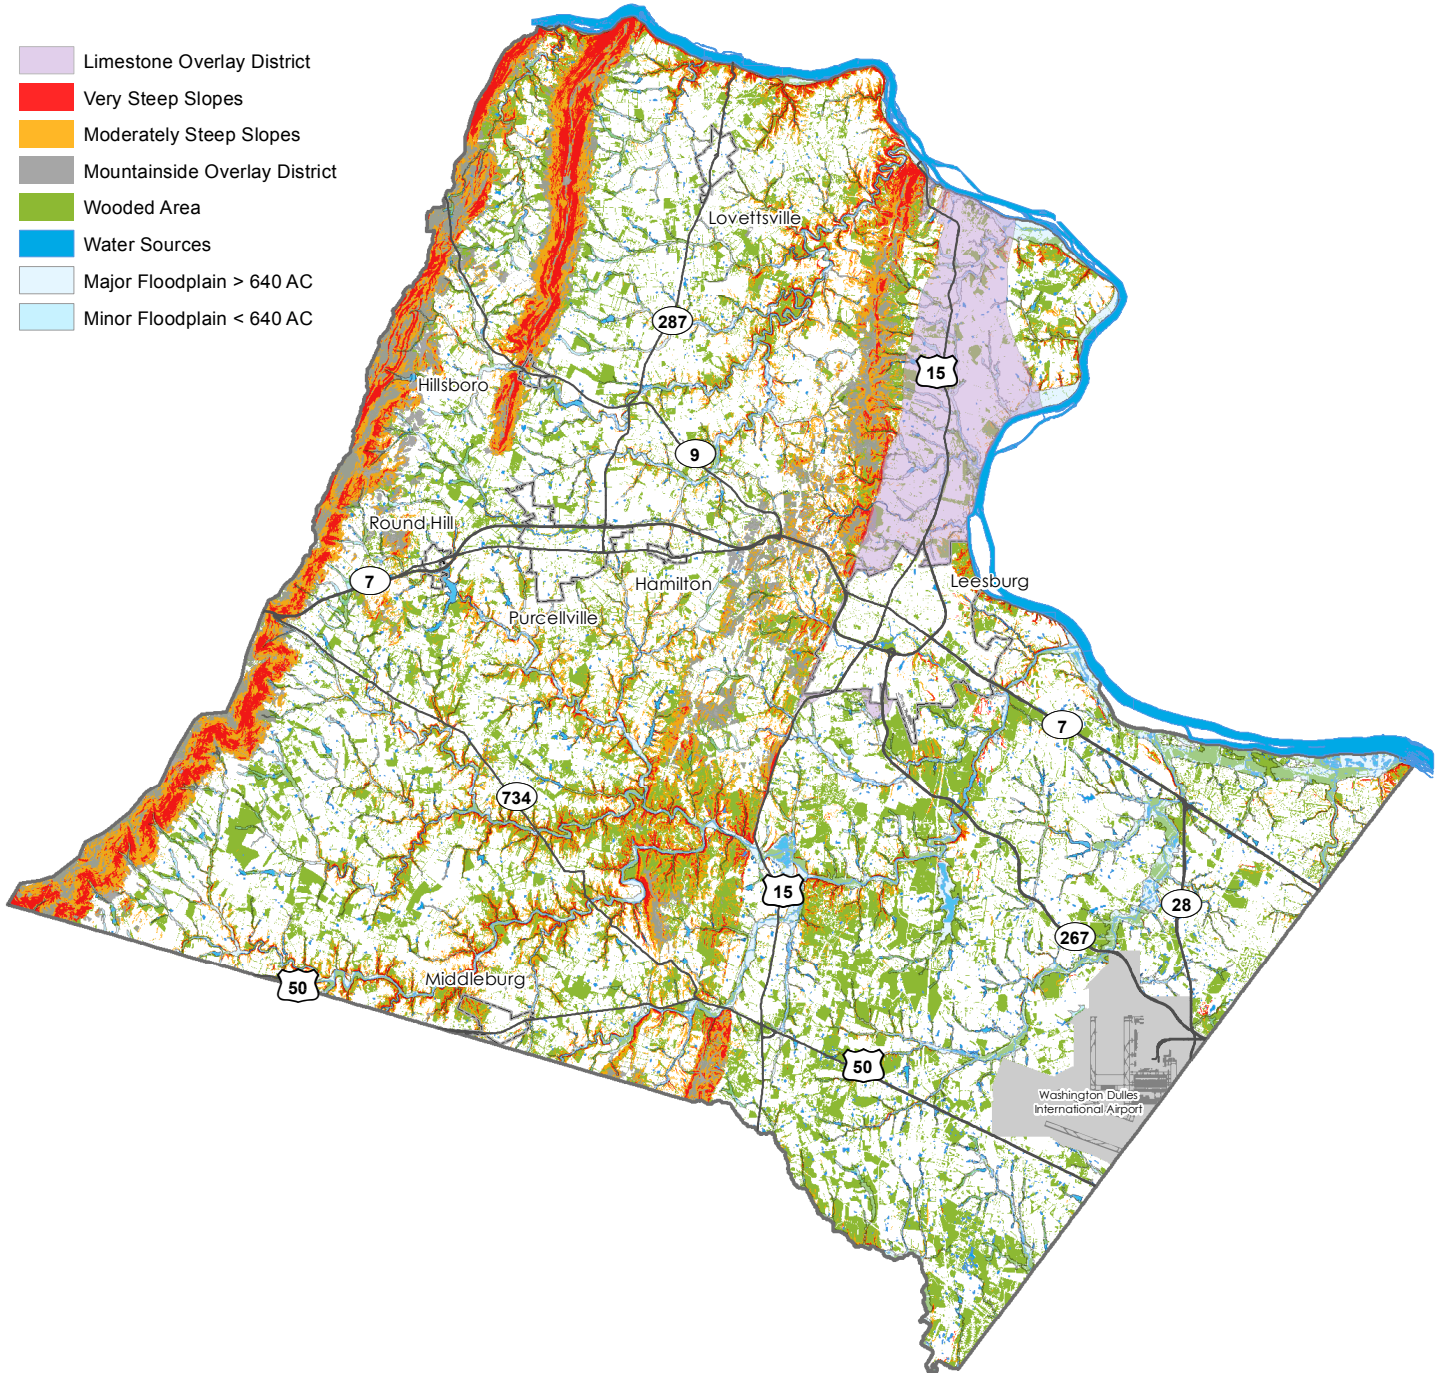 Limestone Overlay District
Very Steep Slopes
Moderately Steep Slopes
Mountainside Overlay District
Wooded Area
Water Sources
Major Floodplain > 640 AC
Minor Floodplain < 640 AC
Lovettsville
287
15
Hillsboro
9
Round Hill
7
Hamilton
Leesburg
Purcellville
7
734
15
28
267
Middleburg
50
50
Washington Dulles
International Airport